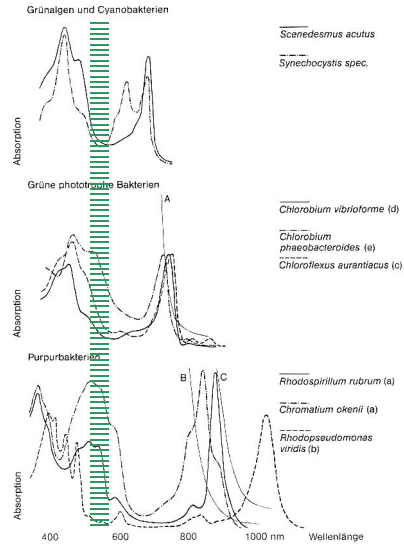 Grünalgen und Cyanobakterien
Scenedesmus acutus
Synechocystis spec.
Absorption
Grüne phototrophe Bakterien
A
Chlorobium vibrioforme (d)
Chlorobium
phaeobacteroides (e)
Chloroflexus aurantiacus (c)
Absorption
Purpurbakterien
B
C
Rhodospirillum rubrum (a)
Chromatium okenii (a)
Rhodopseudomonas
viridis (b)
Absorption
400
600
800
1000 nm
Wellenlänge